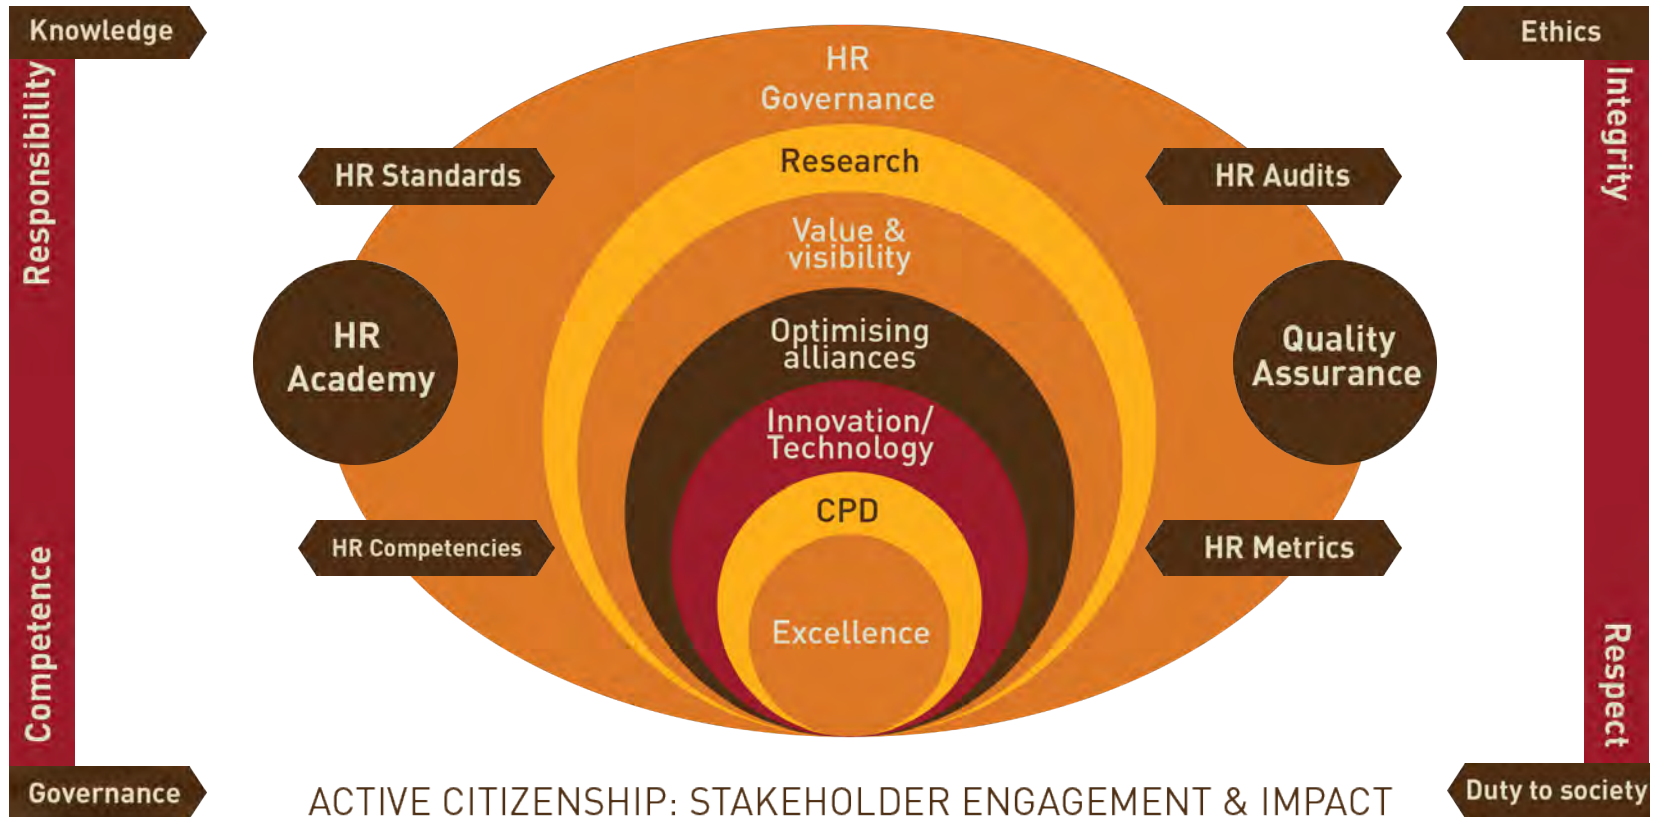 Knowledge
Ethics
Responsibility
Integrity
HR
Governance
Research
HR Standards
HR Audits
Value &
visibility
HR
Academy
Optimising
alliances
Quality
Assurance
Innovation/
Technology
CPD
HR Competencies
HR Metrics
Excellence
Competence
Respect
Governance
Duty to society
ACTIVE CITIZENSHIP: STAKEHOLDER ENGAGEMENT & IMPACT